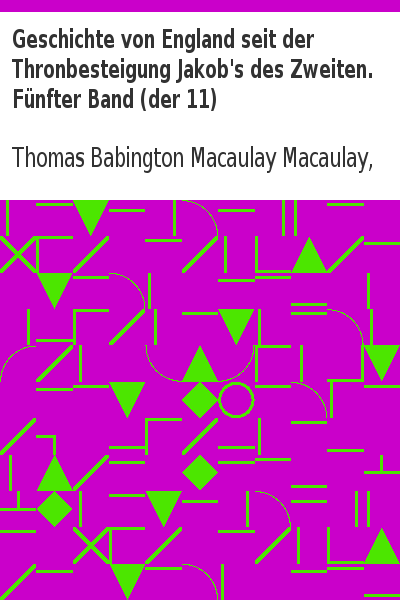 Geschichte von England seit der
Thronbesteigung Jakob's des Zweiten.
Fünfter Band (der 11)
Thomas Babington Macaulay Macaulay,